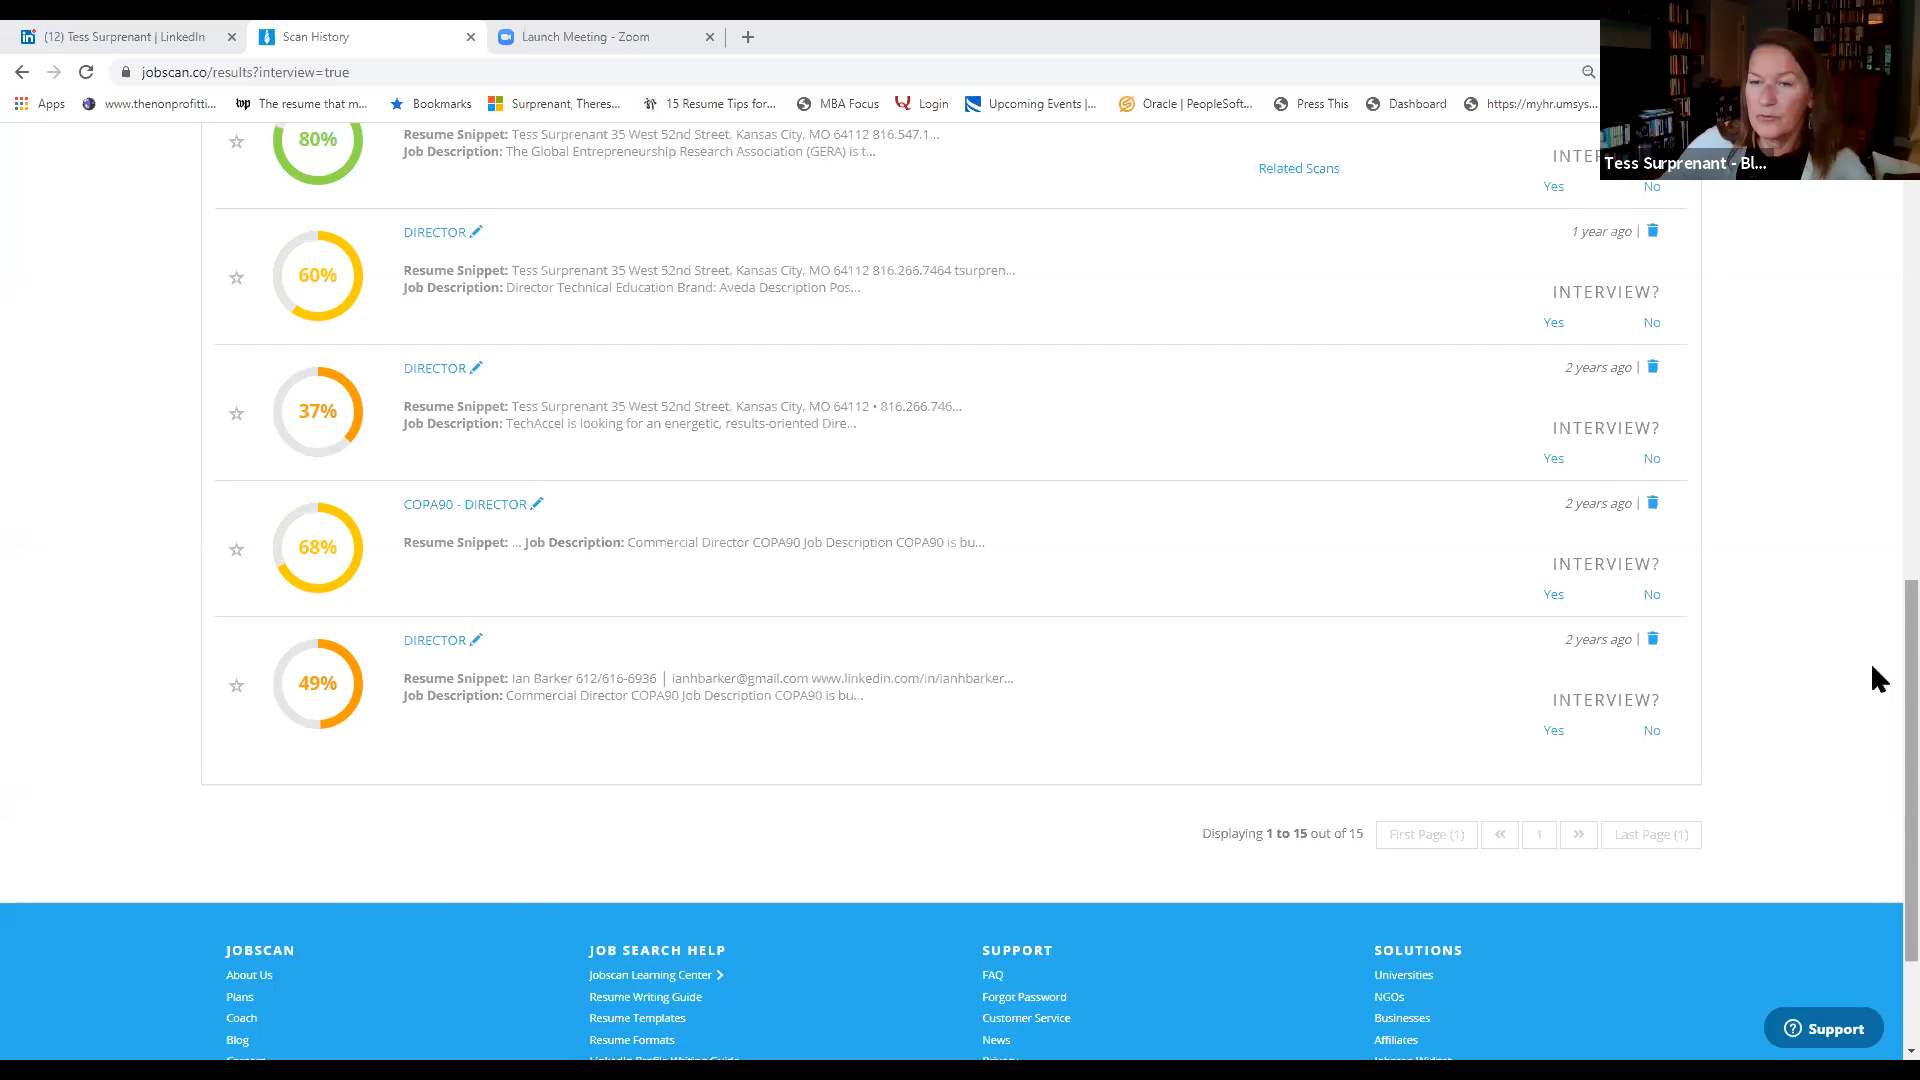 (12) Tess Surprenant | LinkedIn
Scan History
Launch Meeting - Zoom
jobscan.co/results?interview=true
Apps
www.thenonprofitti...
The resume that m...
Bookmarks
Surprenant, Theres...
15 Resume Tips for...
MBA Focus
Login
Upcoming Events |...
Oracle | PeopleSoft...
Press This
Dashboard
https://myhr.umsys...
Tess Surprenant - Bl...
80%
Resume Snippet: Tess Surprenant 35 West 52nd Street, Kansas City, MO 64112 816.547.1...
Job Description: The Global Entrepreneurship Research Association (GERA) is t...
Related Scans
INTER
Yes No
DIRECTOR
1 year ago |
60%
Resume Snippet: Tess Surprenant 35 West 52nd Street, Kansas City, MO 64112 816.266.7464 tsurpren...
Job Description: Director Technical Education Brand: Aveda Description Pos...
INTERVIEW?
Yes No
DIRECTOR
2 years ago |
37%
Resume Snippet: Tess Surprenant 35 West 52nd Street, Kansas City, MO 64112 • 816.266.746...
Job Description: TechAccel is looking for an energetic, results-oriented Dire...
INTERVIEW?
Yes No
COPA90 - DIRECTOR
2 years ago |
68%
Resume Snippet: ... Job Description: Commercial Director COPA90 Job Description COPA90 is bu...
INTERVIEW?
Yes No
DIRECTOR
2 years ago |
49%
Resume Snippet: Ian Barker 612/616-6936 | ianhbarker@gmail.com www.linkedin.com/in/ianhbarker...
Job Description: Commercial Director COPA90 Job Description COPA90 is bu...
INTERVIEW?
Yes No
Displaying 1 to 15 out of 15
First Page (1) « 1 » Last Page (1)
JOBSCAN
About Us
Plans
Coach
Blog
Careers
JOB SEARCH HELP
Jobscan Learning Center
Resume Writing Guide
Resume Templates
Resume Formats
LinkedIn Profile Writing Guide
SUPPORT
FAQ
Forgot Password
Customer Service
News
Privacy
SOLUTIONS
Universities
NGOs
Businesses
Affiliates
Jobscan Widget
Support